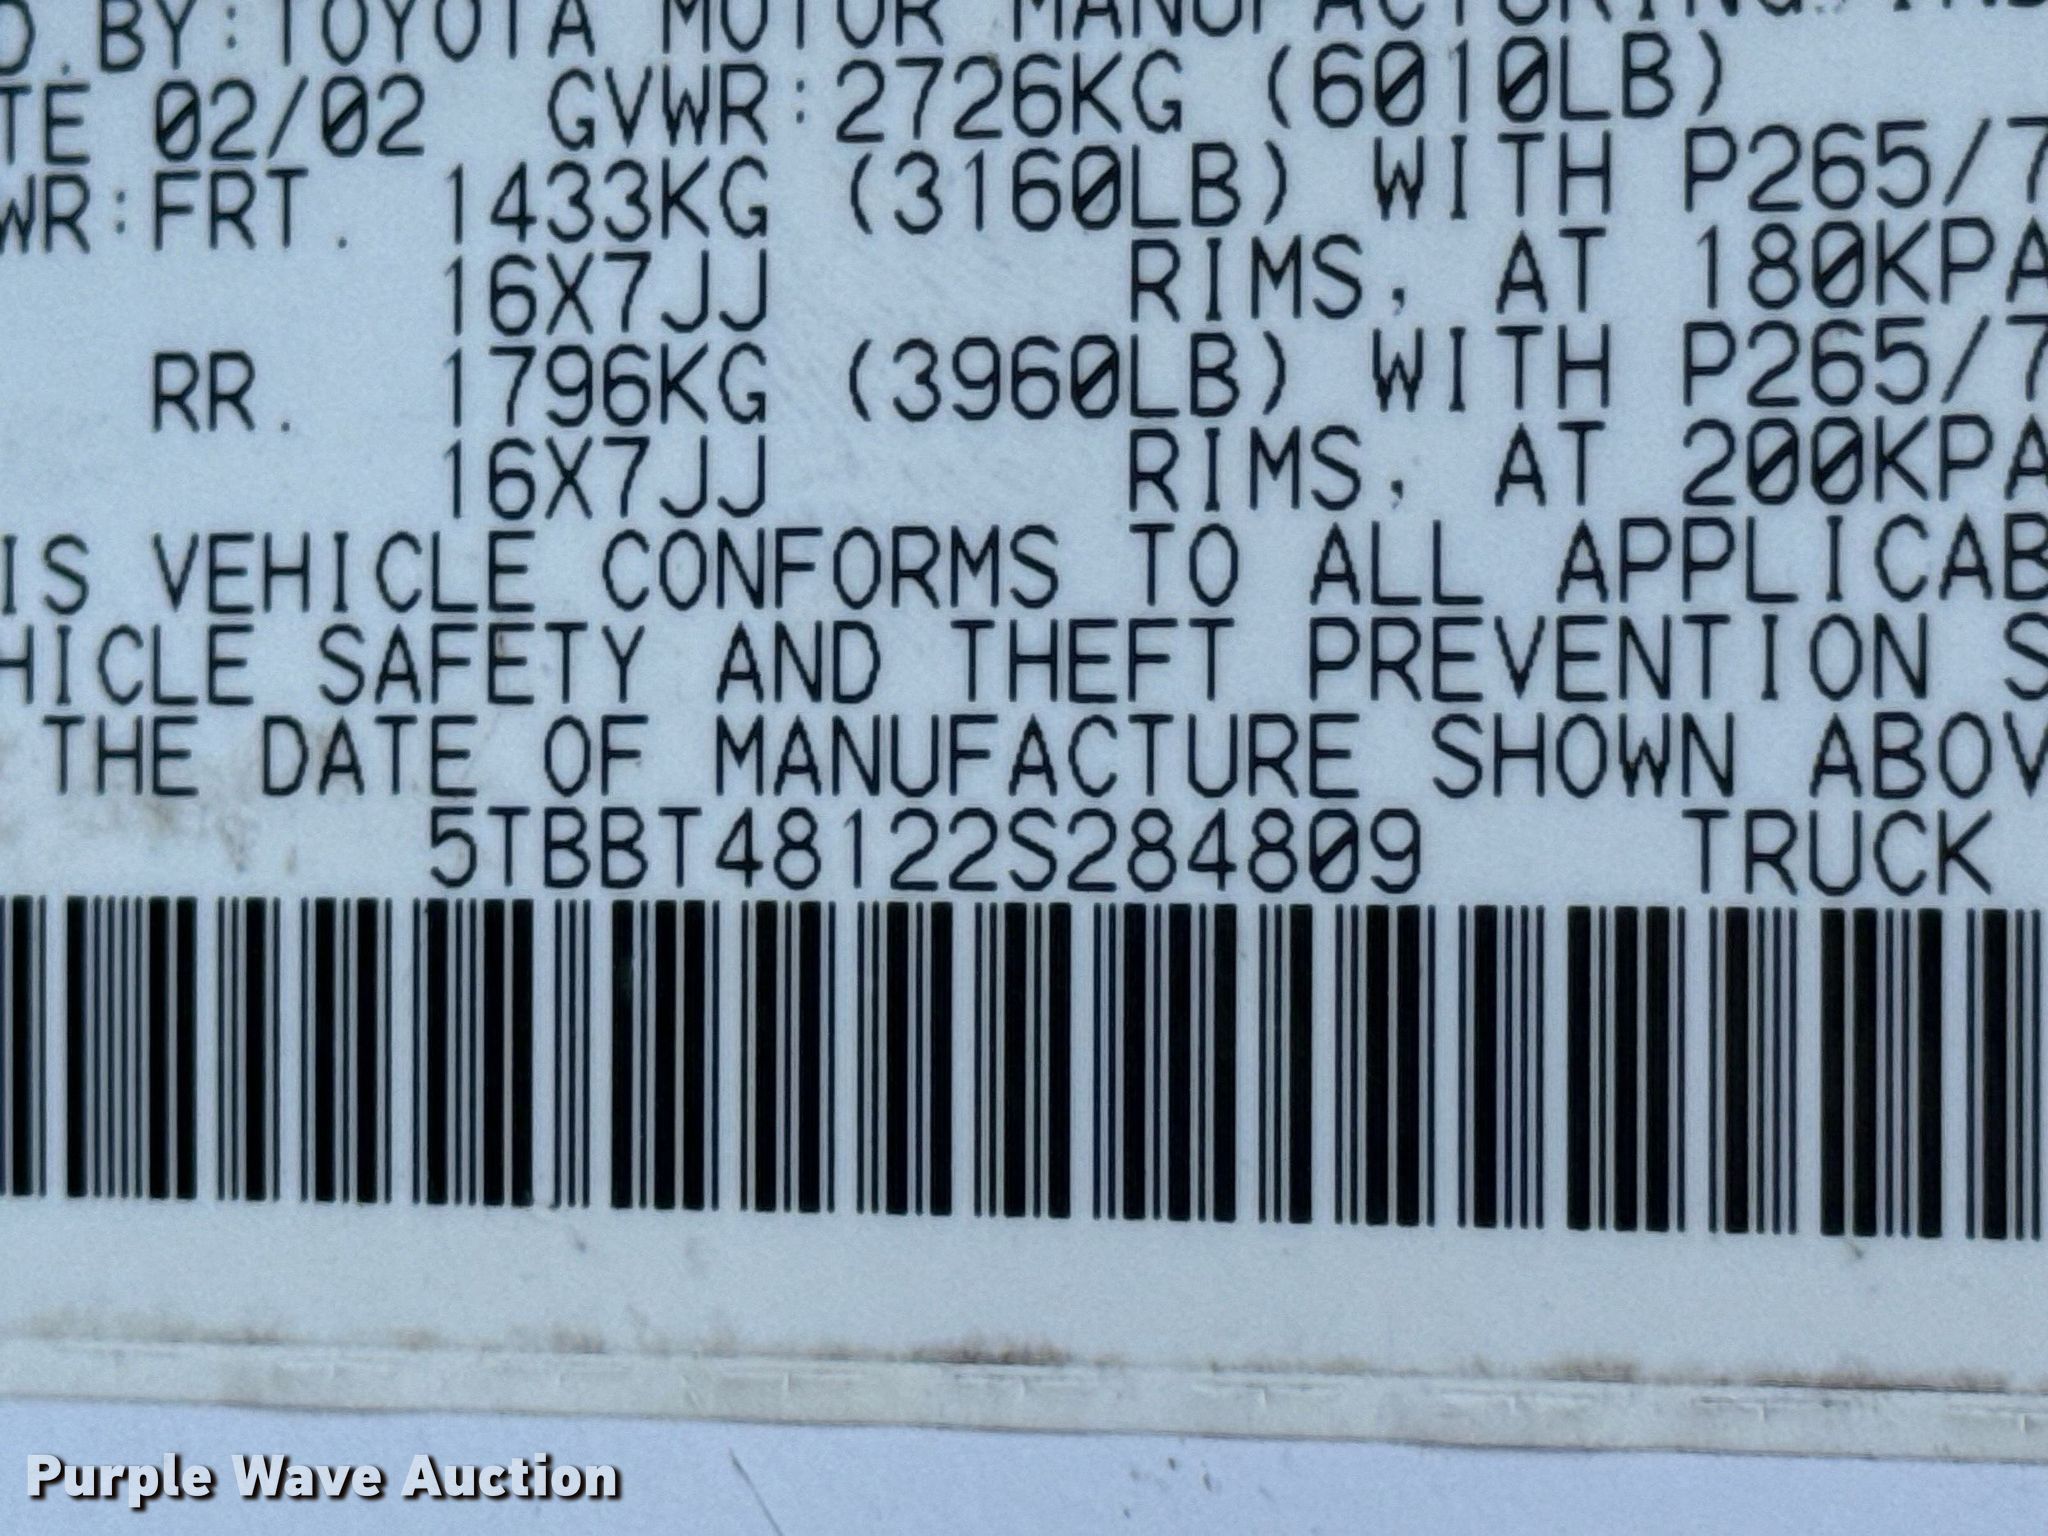 D BY:TOYOTA MOTOR MANUFACTURING, IND
TE 02/02 GVWR:2726KG (6010LB)
WR:FRT. 1433KG (3160LB) WITH P265/7
16X7JJ RIMS, AT 180KPA
RR. 1796KG (3960LB) WITH P265/7
16X7JJ RIMS, AT 200KPA
IS VEHICLE CONFORMS TO ALL APPLICAB
HICLE SAFETY AND THEFT PREVENTION S
THE DATE OF MANUFACTURE SHOWN ABOV
5TBBT48122S284809 TRUCK
Purple Wave Auction